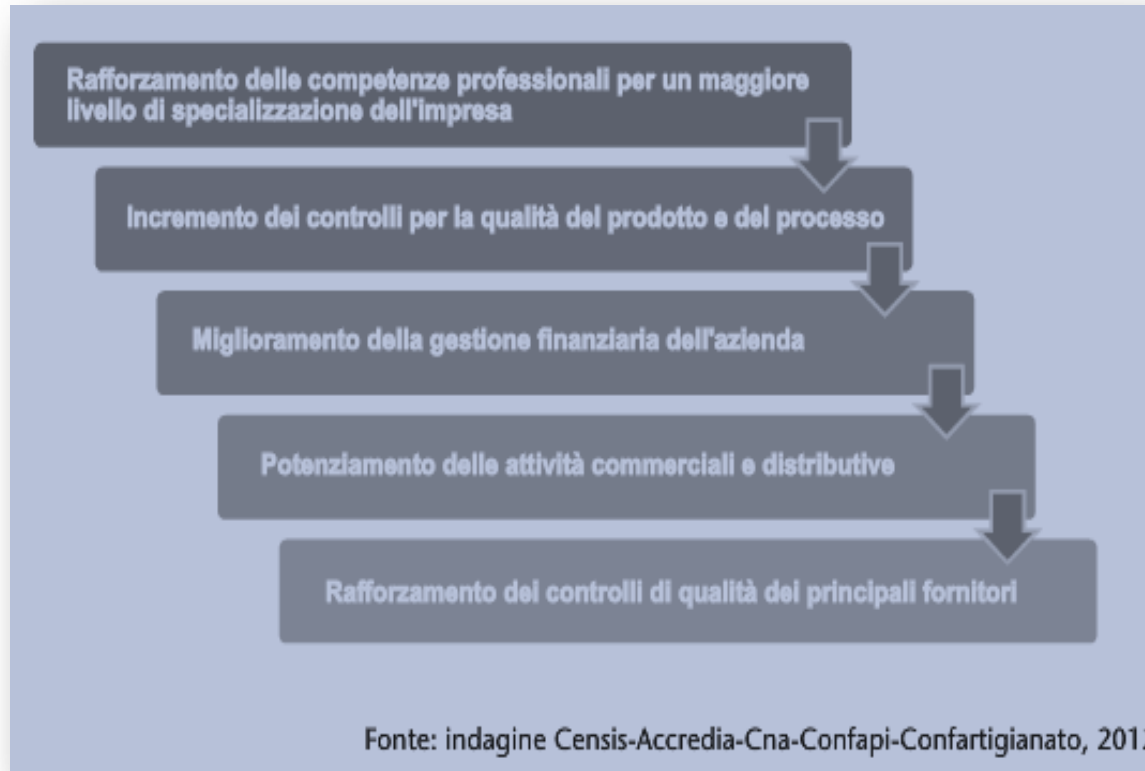 Rafforzamento delle competenze professionali per un maggiore
livello di specializzazione dell'impresa
Incremento dei controlli per la qualità del prodotto e del processo
Miglioramento della gestione finanziaria dell'azienda
Potenziamento delle attività commerciali e distributive
Rafforzamento dei controlli di qualità dei principali fornitori
Fonte: indagine Censis-Accredia-Cna-Confapi-Confartigianato,